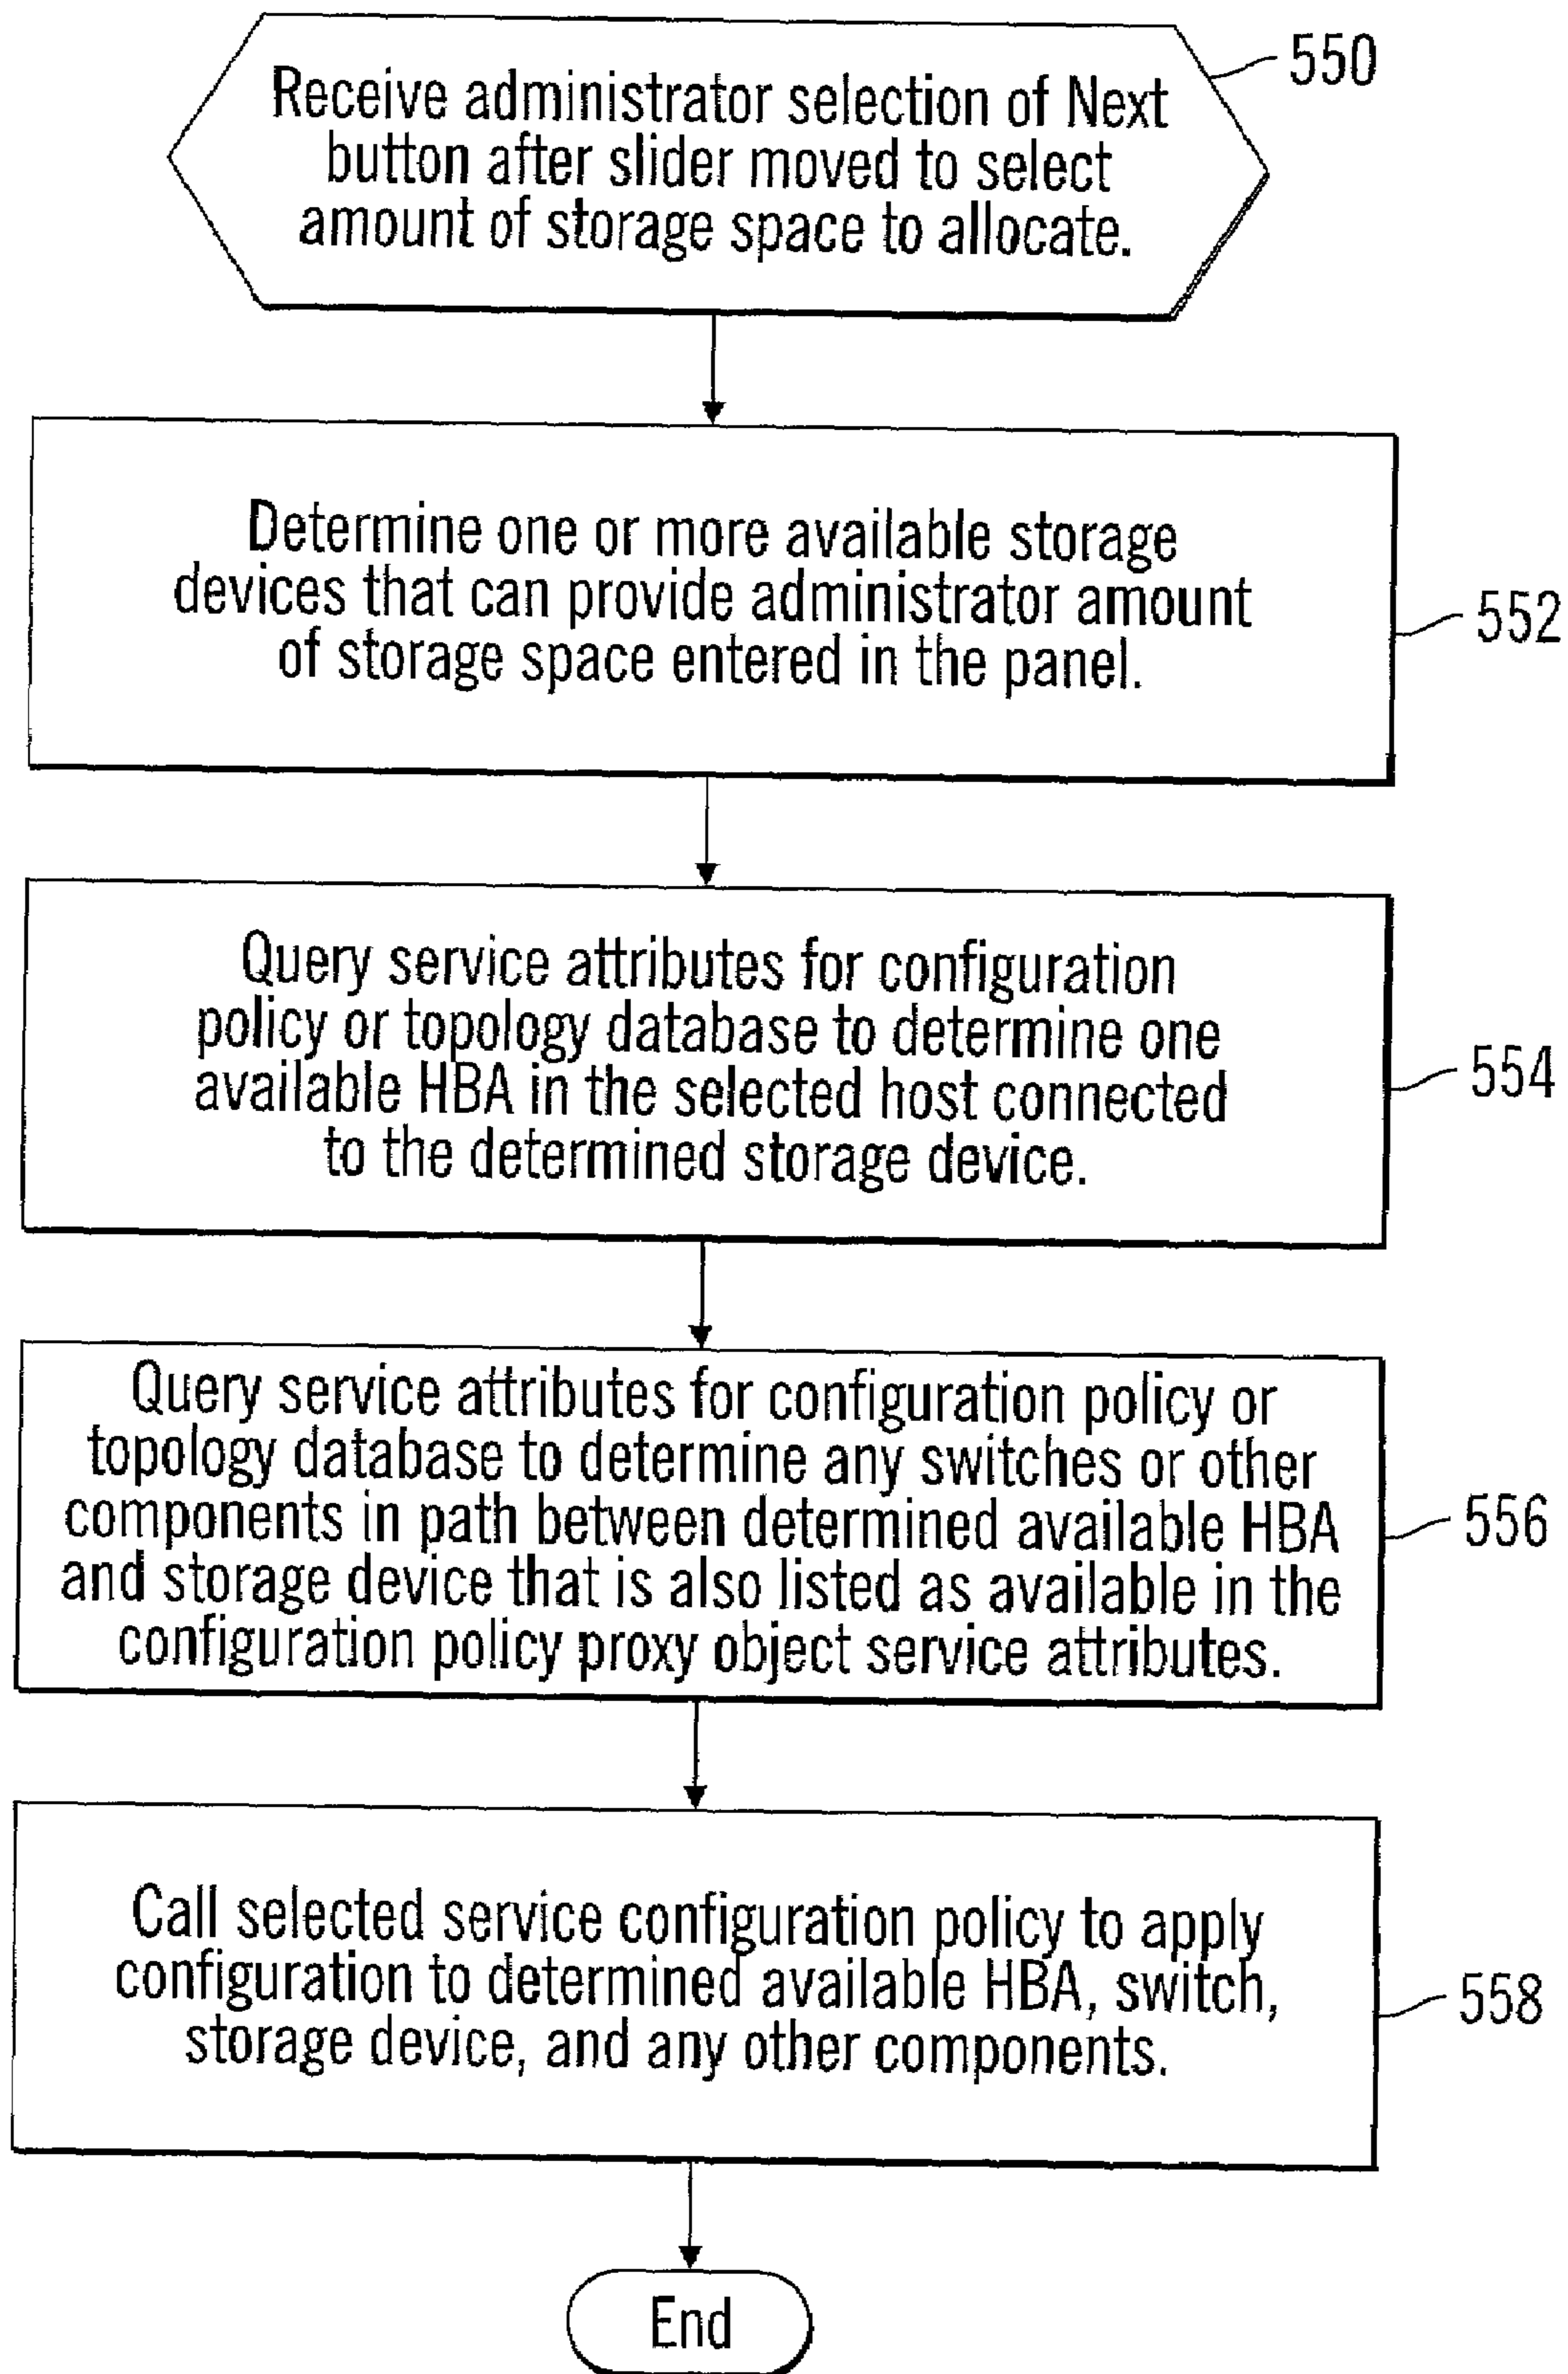 Receive administrator selection of Next
button after slider moved to select
amount of storage space to allocate.
550
Determine one or more available storage
devices that can provide administrator amount
of storage space entered in the panel.
552
Query service attributes for configuration
policy or topology database to determine one
available HBA in the selected host connected
to the determined storage device.
554
Query service attributes for configuration policy or
topology database to determine any switches or other
components in path between determined available HBA
and storage device that is also listed as available in the
configuration policy proxy object service attributes.
556
Call selected service configuration policy to apply
configuration to determined available HBA, switch,
storage device, and any other components.
558
End